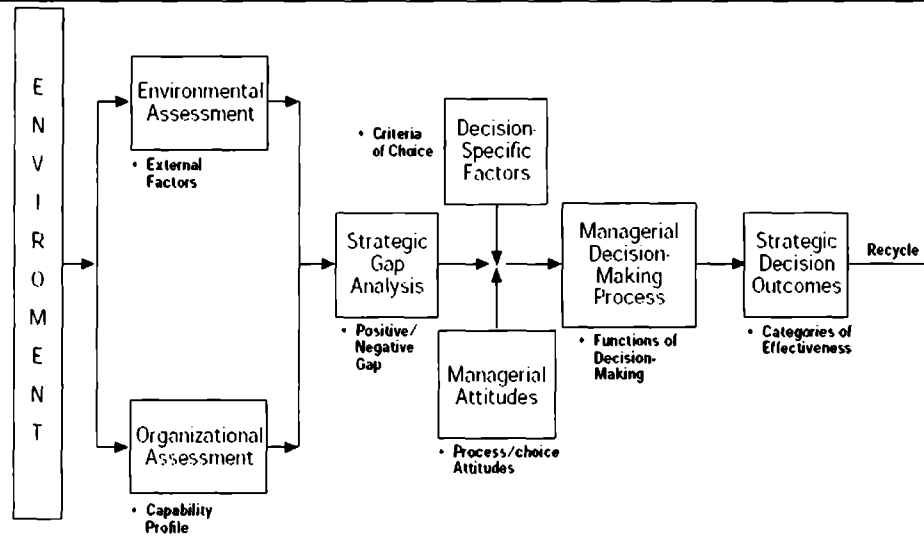 ENVIROMENT
Environmental
Assessment
• External
Factors
Organizational
Assessment
• Capability
Profile
Strategic
Gap
Analysis
• Positive/
Negative
Gap
• Criteria
of Choice
Decision-
Specific
Factors
Managerial
Attitudes
• Process/choice
Attitudes
Managerial
Decision-
Making
Process
• Functions of
Decision-
Making
Strategic
Decision
Outcomes
• Categories of
Effectiveness
Recycle